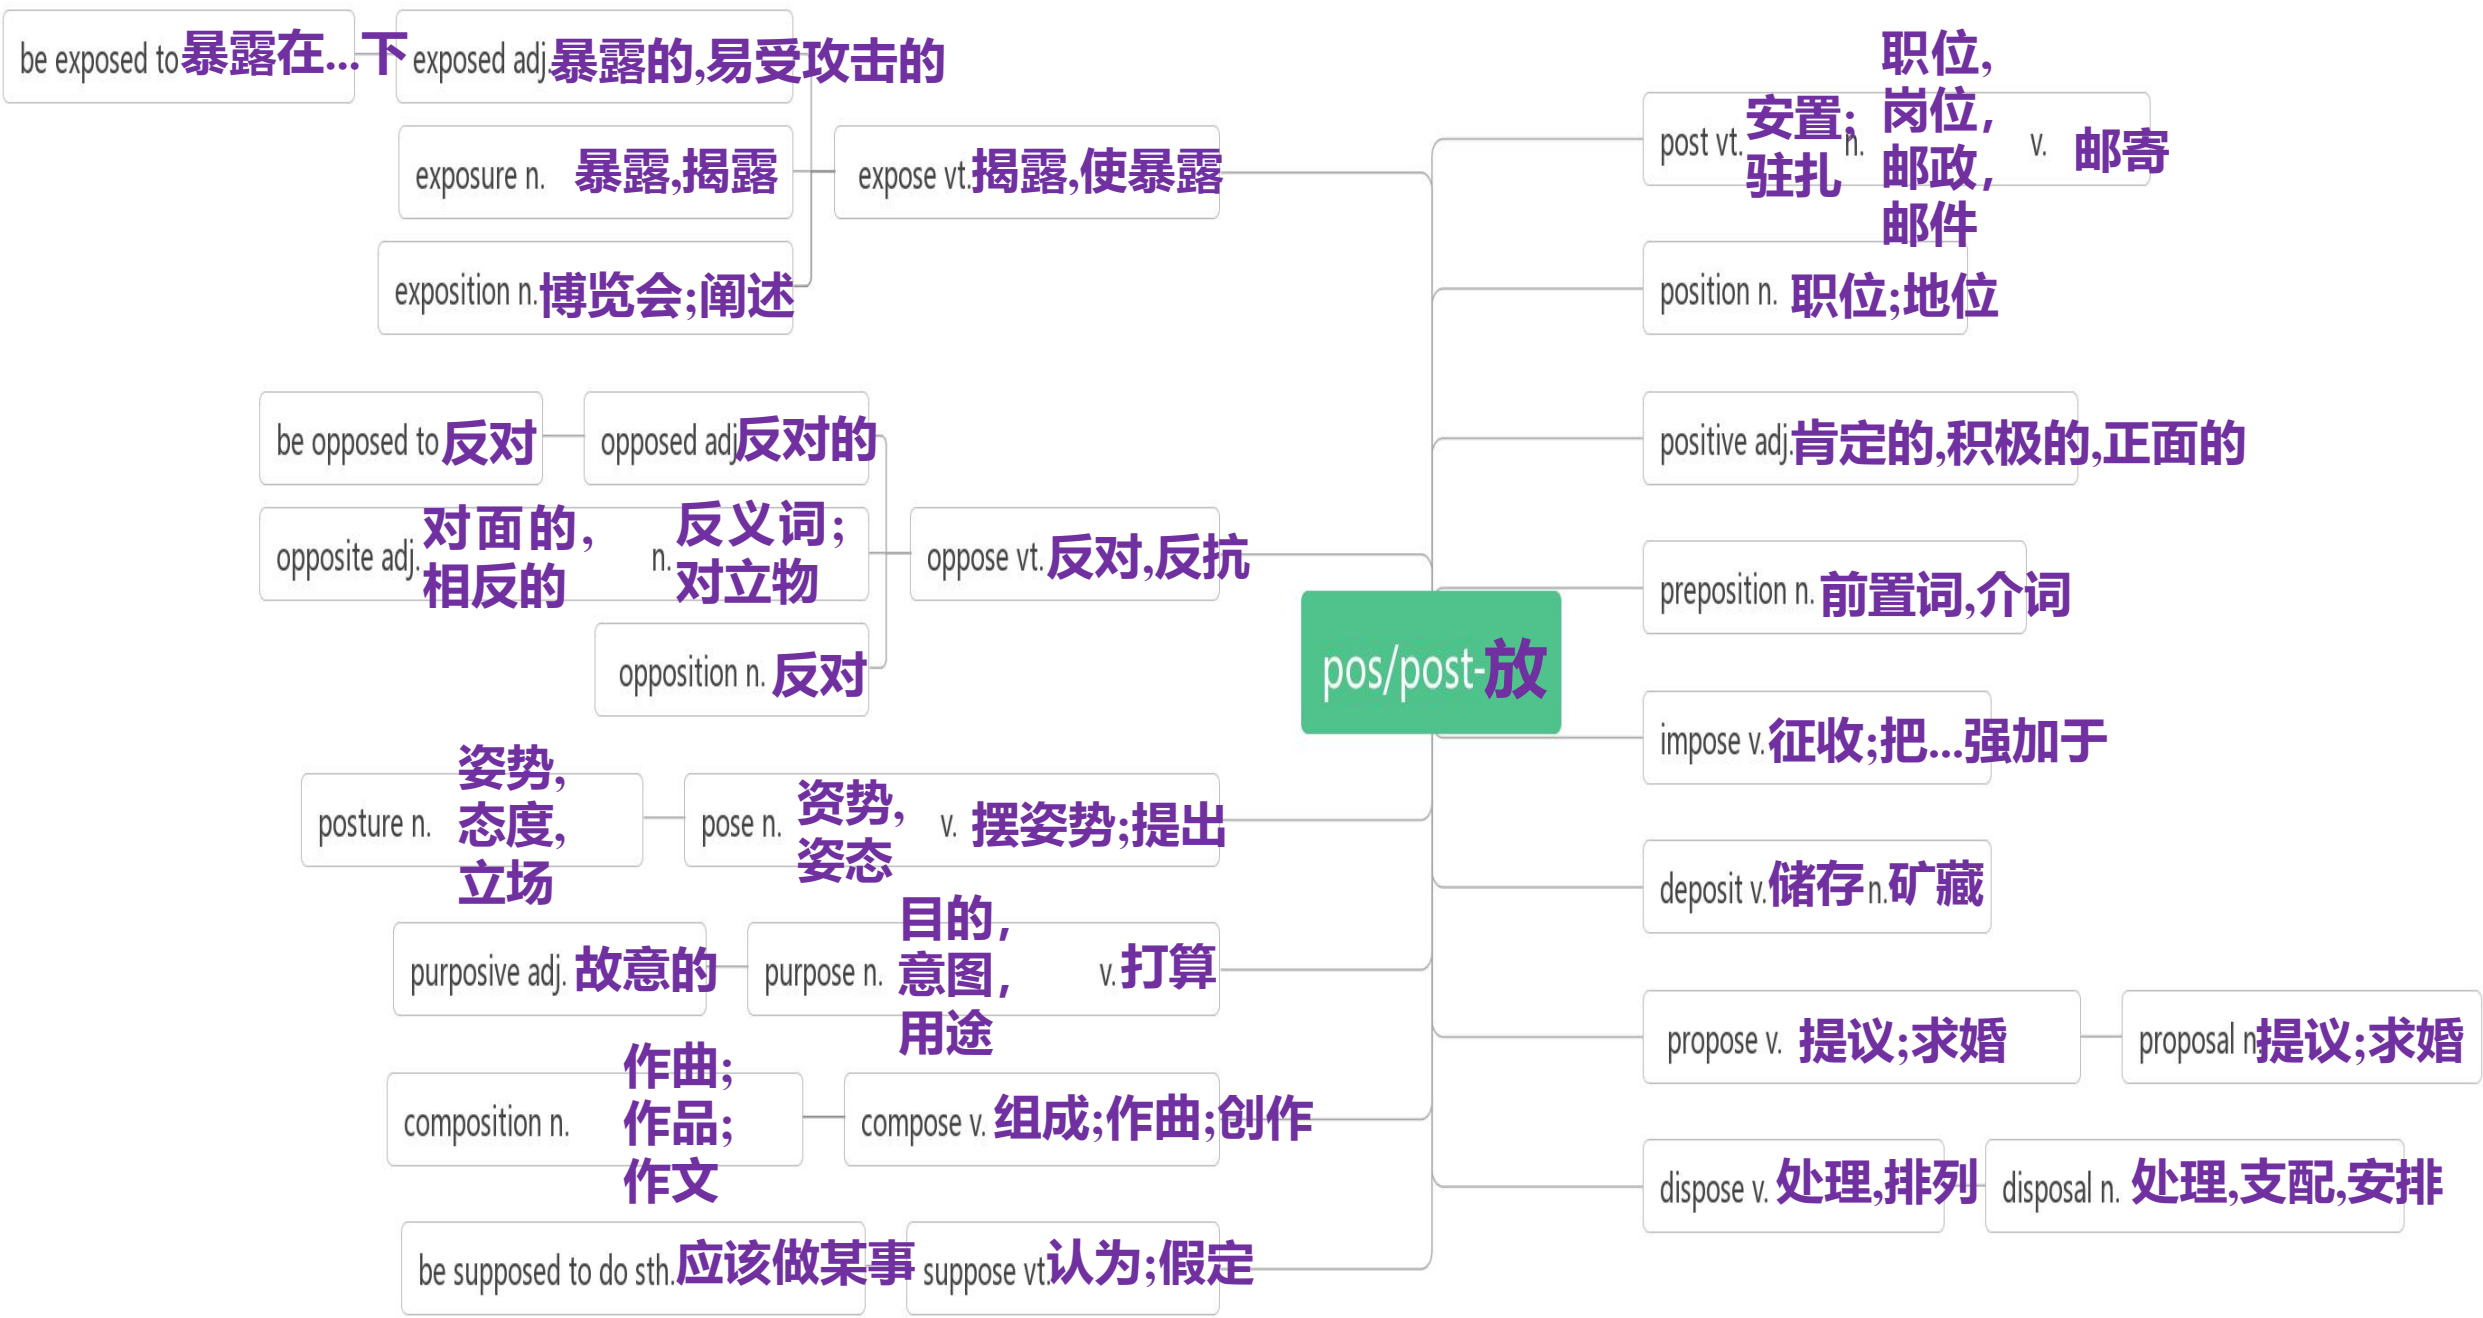 be exposed to 暴露在...下
exposed adj. 暴露的,易受攻击的
exposure n. 暴露,揭露
expose vt. 揭露,使暴露
exposition n. 博览会;阐述
be opposed to 反对
opposed adj 反对的
opposite adj. 对面的,
相反的
n. 反义词;
对立物
oppose vt. 反对,反抗
opposition n. 反对
posture n. 姿势,
态度,
立场
pose n. 资势,
姿态
v. 摆姿势;提出
purposive adj. 故意的
purpose n. 目的,
意图,
用途
v. 打算
composition n. 作曲;
作品;
作文
compose v. 组成;作曲;创作
be supposed to do sth. 应该做某事
suppose vt. 认为;假定
pos/post-放
post vt. 安置;
驻扎
n. 职位,
岗位,
邮政,
邮件
v. 邮寄
position n. 职位;地位
positive adj. 肯定的,积极的,正面的
preposition n. 前置词,介词
impose v. 征收;把...强加于
deposit v. 储存 n. 矿藏
propose v. 提议;求婚
proposal n 提议;求婚
dispose v. 处理,排列
disposal n. 处理,支配,安排